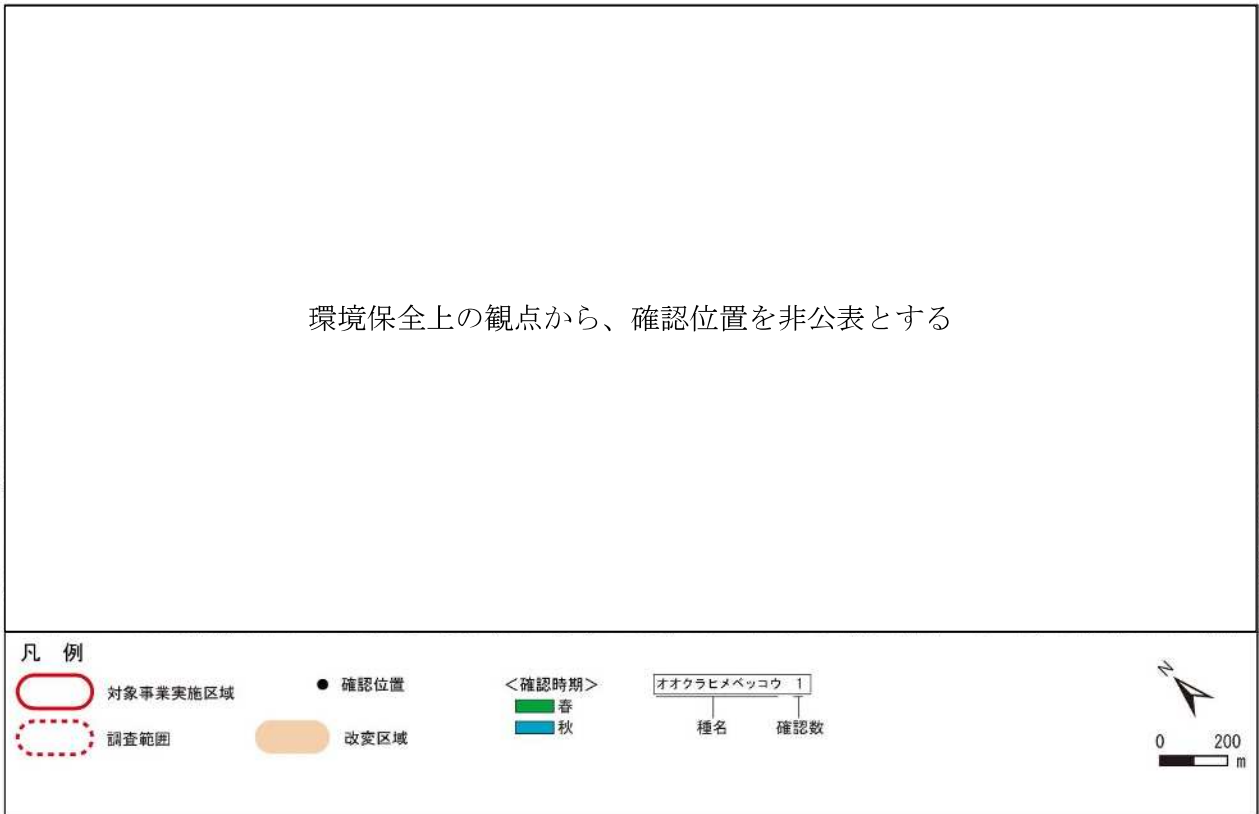 環境保全上の観点から、確認位置を非公表とする
凡 例
対象事業実施区域
調査範囲
確認位置
改変区域
＜確認時期＞
春
秋
オオクラヒメベッコウ 1
種名 確認数
N
0 200
m